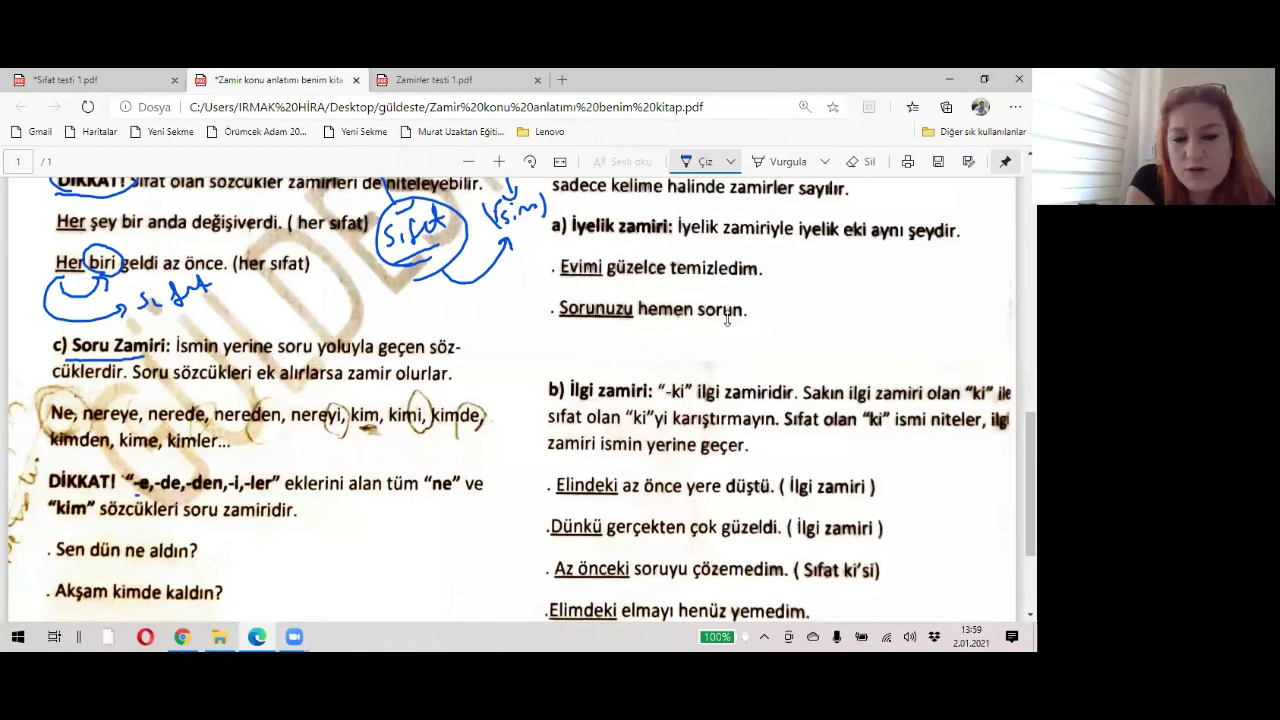 *Sıfat testi 1.pdf
*Zamir konu anlatımı benim kita
Zamirler testi 1.pdf
Dosya
C:/Users/IRMAK%20HİRA/Desktop/güldeste/Zamir%20konu%20anlatımı%20benim%20kitap.pdf
Gmail
Haritalar
Yeni Sekme
Örümcek Adam 20...
Yeni Sekme
Murat Uzaktan Eğiti...
Lenovo
Diğer sık kullanılanlar
1 /1
Sesli oku
Çiz
Vurgula
Sil
DİKKAT! Sıfat olan sözcükler zamirleri de niteleyebilir.
Her şey bir anda değişiverdi. ( her sıfat)
Her biri geldi az önce. (her sıfat)
sıfat
sıfat
GÜLDE
c) Soru Zamiri: İsmin yerine soru yoluyla geçen söz-
cüklerdir. Soru sözcükleri ek alırlarsa zamir olurlar.
Ne, nereye, nerede, nereden, nereyi, kim, kimi, kimde,
kimden, kime, kimler...
DİKKAT! “-e,-de,-den,-i,-ler” eklerini alan tüm “ne” ve
“kim” sözcükleri soru zamiridir.
. Sen dün ne aldın?
. Akşam kimde kaldın?
sadece kelime halinde zamirler sayılır.
a) İyelik zamiri: İyelik zamiriyle iyelik eki aynı şeydir.
. Evimi güzelce temizledim.
. Sorunuzu hemen sorun.
b) İlgi zamiri: “-ki” ilgi zamiridir. Sakın ilgi zamiri olan “ki” ile
sıfat olan “ki”yi karıştırmayın. Sıfat olan “ki” ismi niteler, ilgi
zamiri ismin yerine geçer.
. Elindeki az önce yere düştü. ( İlgi zamiri )
.Dünkü gerçekten çok güzeldi. ( İlgi zamiri )
. Az önceki soruyu çözemedim. ( Sıfat ki’si)
.Elimdeki elmayı henüz yemedim.
100%
13:59
2.01.2021